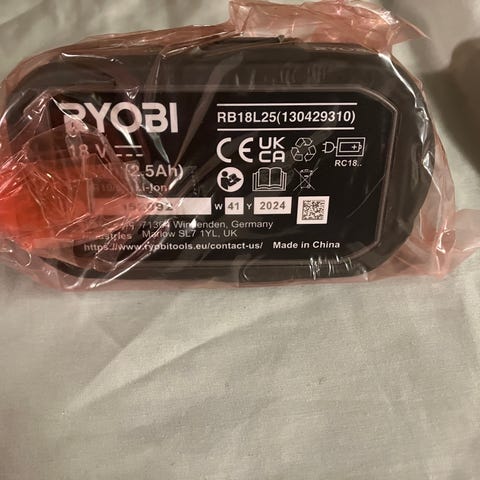 RYOBI
RB18L25(130429310)
18 V
(2.5Ah)
CE UK CA
RC18..
Li-Ion
W 41 Y 2024
71364 Winnenden, Germany
Marlow SL7 1YL, UK
https://www.ryobitools.eu/contact-us/ Made in China